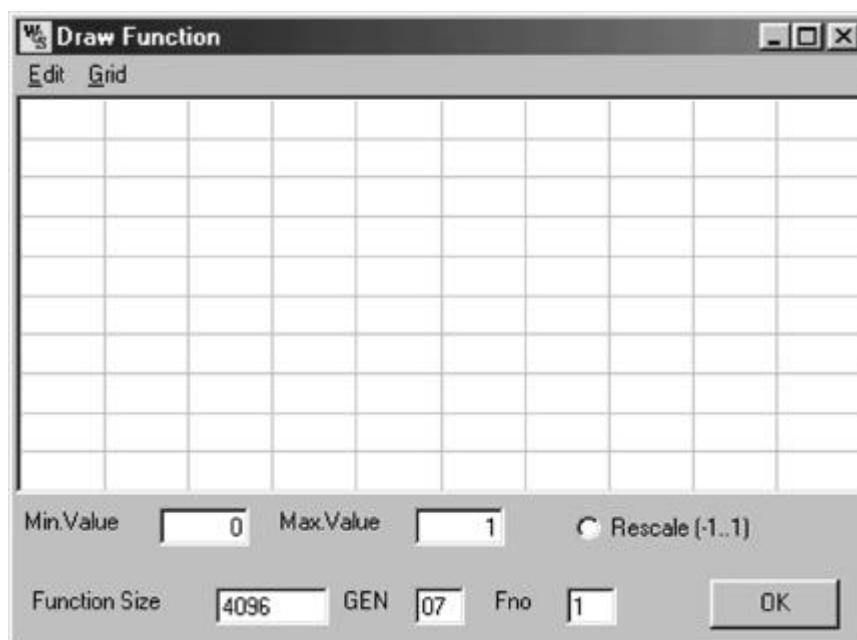 WCS Draw Function
Edit Grid
Min.Value 0 Max.Value 1 Rescale (-1..1)
Function Size 4096 GEN 07 Fno 1 OK